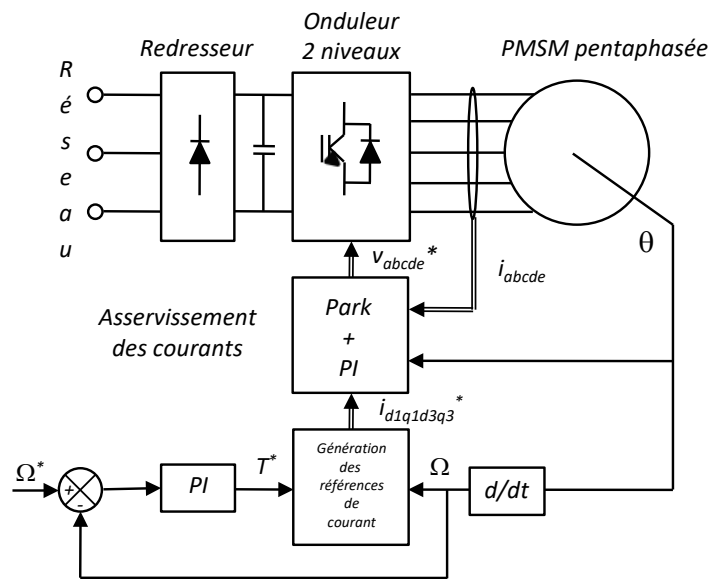 Redresseur
Onduleur
2 niveaux
PMSM pentaphasée
R
é
s
e
a
u
θ
v_abcde*
i_abcde
Asservissement
des courants
Park
+
PI
i_d1q1d3q3*
Ω*
+
-
PI
T*
Génération
des
références
de
courant
Ω
d/dt